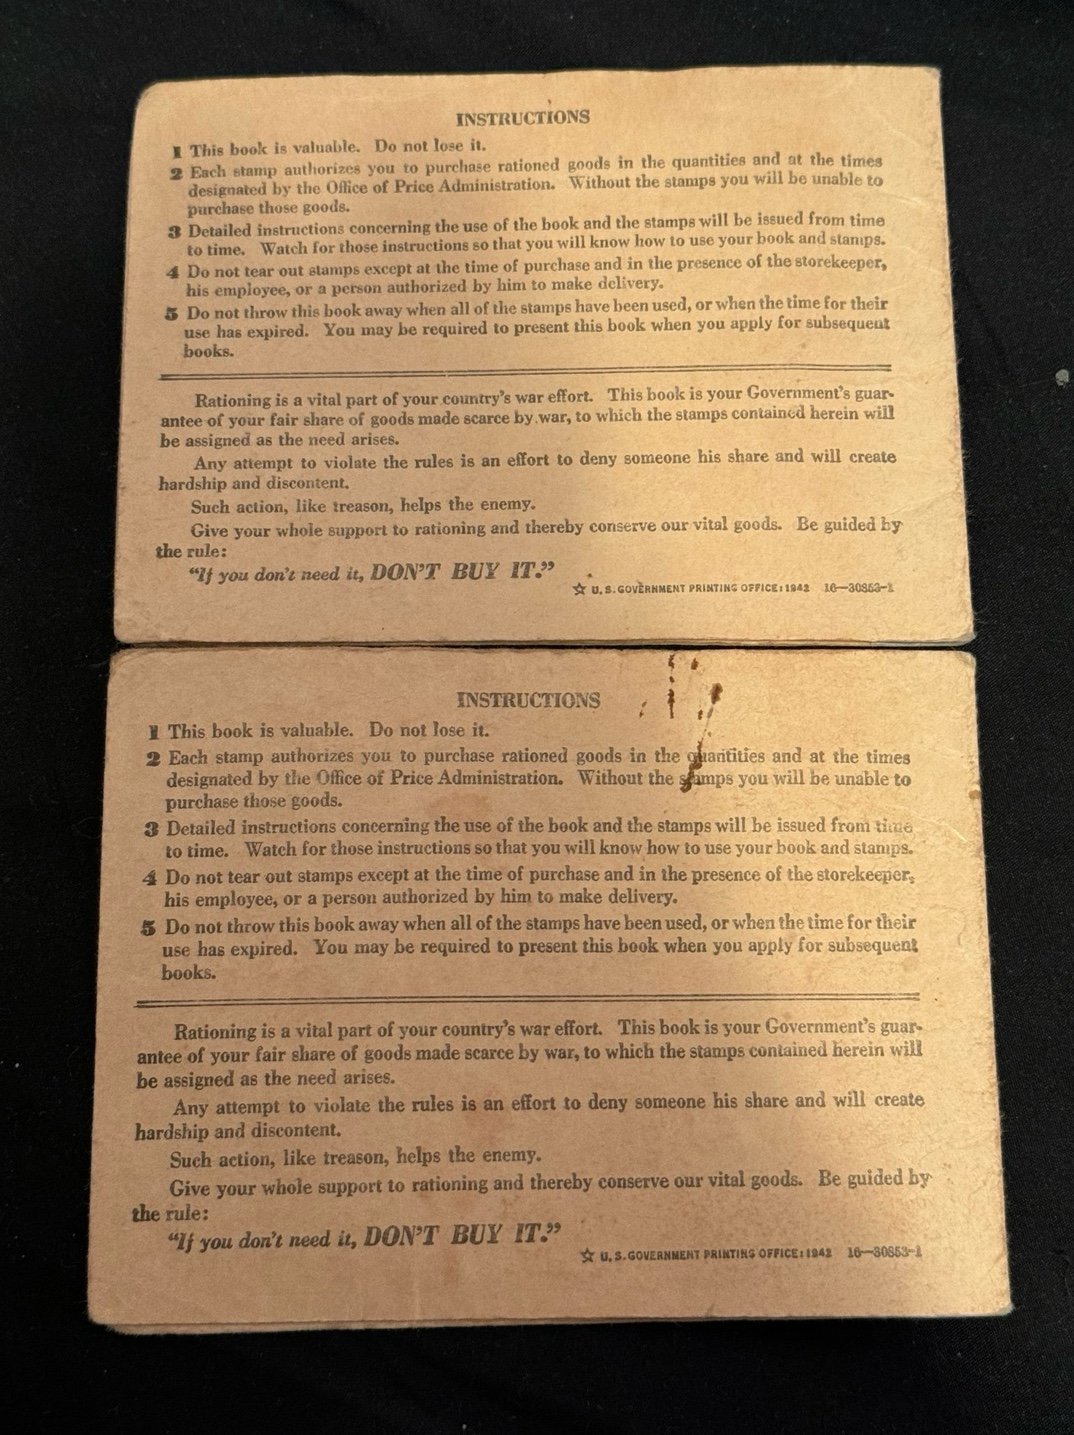 INSTRUCTIONS
1 This book is valuable. Do not lose it.
2 Each stamp authorizes you to purchase rationed goods in the quantities and at the times
designated by the Office of Price Administration. Without the stamps you will be unable to
purchase those goods.
3 Detailed instructions concerning the use of the book and the stamps will be issued from time
to time. Watch for those instructions so that you will know how to use your book and stamps.
4 Do not tear out stamps except at the time of purchase and in the presence of the storekeeper,
his employee, or a person authorized by him to make delivery.
5 Do not throw this book away when all of the stamps have been used, or when the time for their
use has expired. You may be required to present this book when you apply for subsequent
books.
Rationing is a vital part of your country's war effort. This book is your Government's guar-
antee of your fair share of goods made scarce by war, to which the stamps contained herein will
be assigned as the need arises.
Any attempt to violate the rules is an effort to deny someone his share and will create
hardship and discontent.
Such action, like treason, helps the enemy.
Give your whole support to rationing and thereby conserve our vital goods. Be guided by
the rule:
"If you don't need it, DON'T BUY IT."
☆ U. S. GOVERNMENT PRINTING OFFICE: 1942 16—30853-1
INSTRUCTIONS
1 This book is valuable. Do not lose it.
2 Each stamp authorizes you to purchase rationed goods in the quantities and at the times
designated by the Office of Price Administration. Without the stamps you will be unable to
purchase those goods.
3 Detailed instructions concerning the use of the book and the stamps will be issued from time
to time. Watch for those instructions so that you will know how to use your book and stamps.
4 Do not tear out stamps except at the time of purchase and in the presence of the storekeeper,
his employee, or a person authorized by him to make delivery.
5 Do not throw this book away when all of the stamps have been used, or when the time for their
use has expired. You may be required to present this book when you apply for subsequent
books.
Rationing is a vital part of your country's war effort. This book is your Government's guar-
antee of your fair share of goods made scarce by war, to which the stamps contained herein will
be assigned as the need arises.
Any attempt to violate the rules is an effort to deny someone his share and will create
hardship and discontent.
Such action, like treason, helps the enemy.
Give your whole support to rationing and thereby conserve our vital goods. Be guided by
the rule:
"If you don't need it, DON'T BUY IT."
☆ U. S. GOVERNMENT PRINTING OFFICE: 1942 16—30853-1